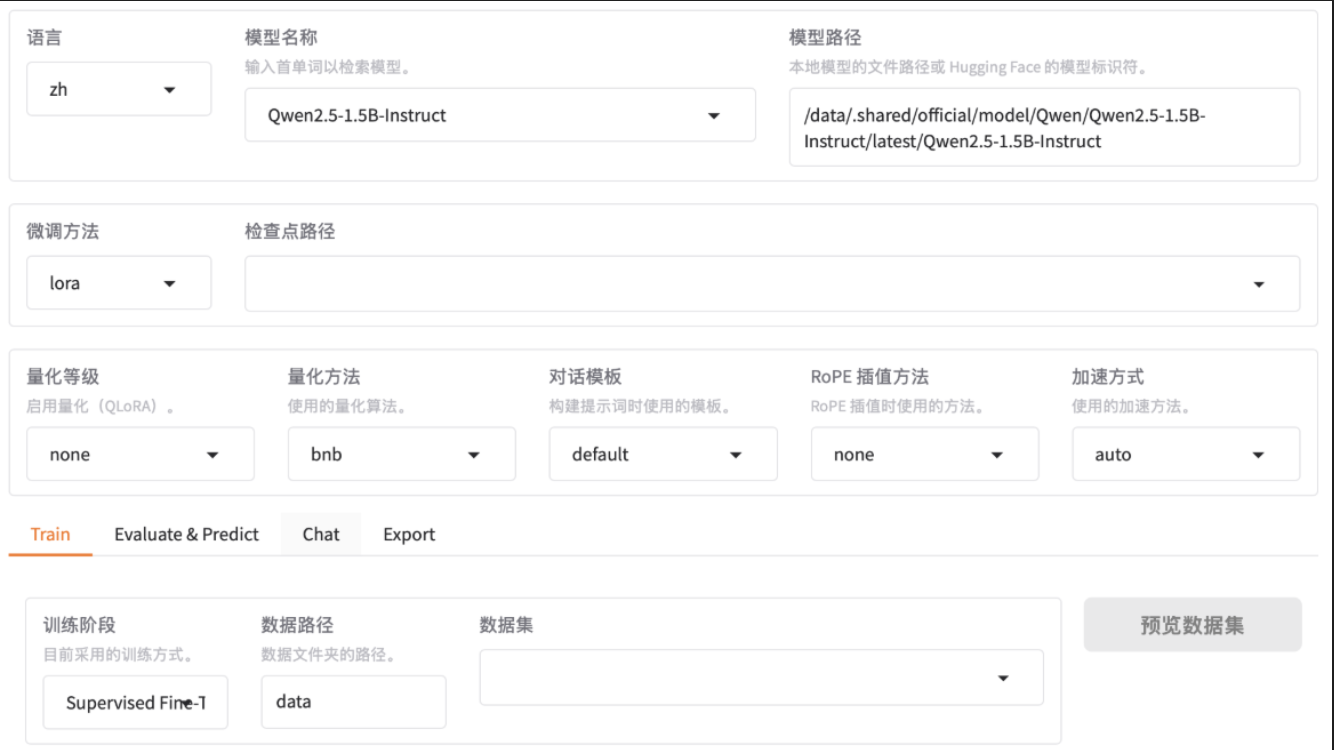 语言
模型名称
模型路径
输入首单词以检索模型。
本地模型的文件路径或 Hugging Face 的模型标识符。
zh
Qwen2.5-1.5B-Instruct
/data/.shared/official/model/Qwen/Qwen2.5-1.5B-
Instruct/latest/Qwen2.5-1.5B-Instruct
微调方法
检查点路径
lora
量化等级
量化方法
对话模板
RoPE 插值方法
加速方式
启用量化（QLoRA）。
使用的量化算法。
构建提示词时使用的模板。
RoPE 插值时使用的方法。
使用的加速方法。
none
bnb
default
none
auto
Train
Evaluate & Predict
Chat
Export
训练阶段
数据路径
数据集
预览数据集
目前采用的训练方式。
数据文件夹的路径。
Supervised Fine-T
data